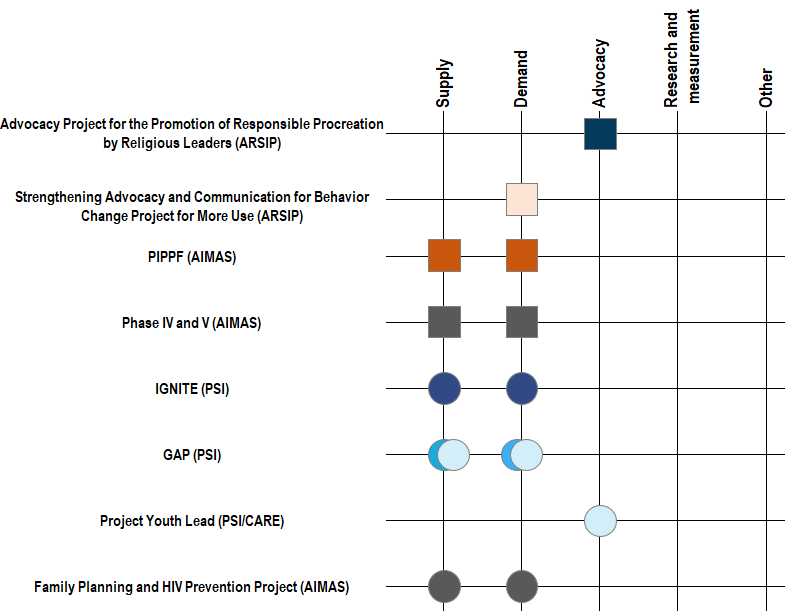 Supply
Demand
Advocacy
Research and
measurement
Other
Advocacy Project for the Promotion of Responsible Procreation
by Religious Leaders (ARSIP)
Strengthening Advocacy and Communication for Behavior
Change Project for More Use (ARSIP)
PIPPF (AIMAS)
Phase IV and V (AIMAS)
IGNITE (PSI)
GAP (PSI)
Project Youth Lead (PSI/CARE)
Family Planning and HIV Prevention Project (AIMAS)